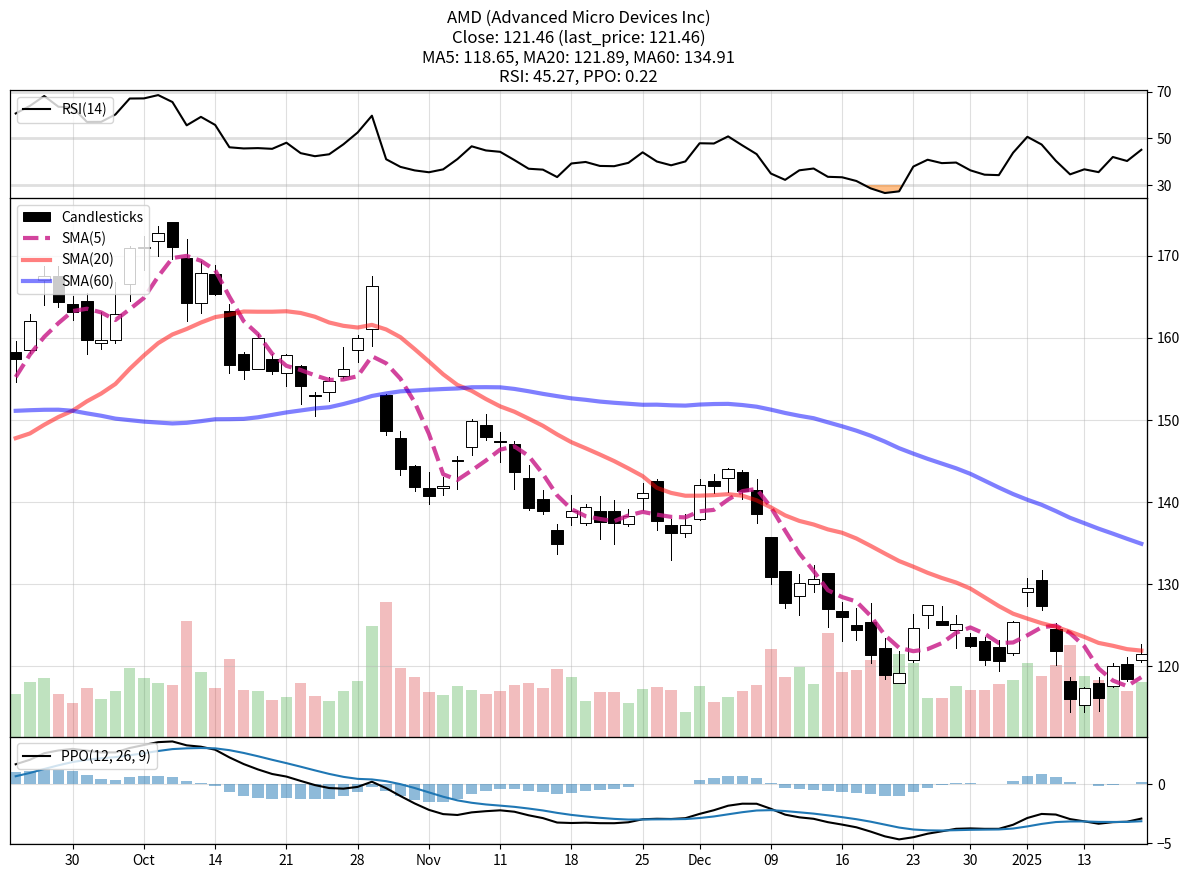 AMD (Advanced Micro Devices Inc)
Close: 121.46 (last_price: 121.46)
MA5: 118.65, MA20: 121.89, MA60: 134.91
RSI: 45.27, PPO: 0.22
70
RSI(14)
50
30
Candlesticks
SMA(5)
SMA(20)
SMA(60)
170
160
150
140
130
120
PPO(12, 26, 9)
0
−5
30 Oct 14 21 28 Nov 11 18 25 Dec 09 16 23 30 2025 13